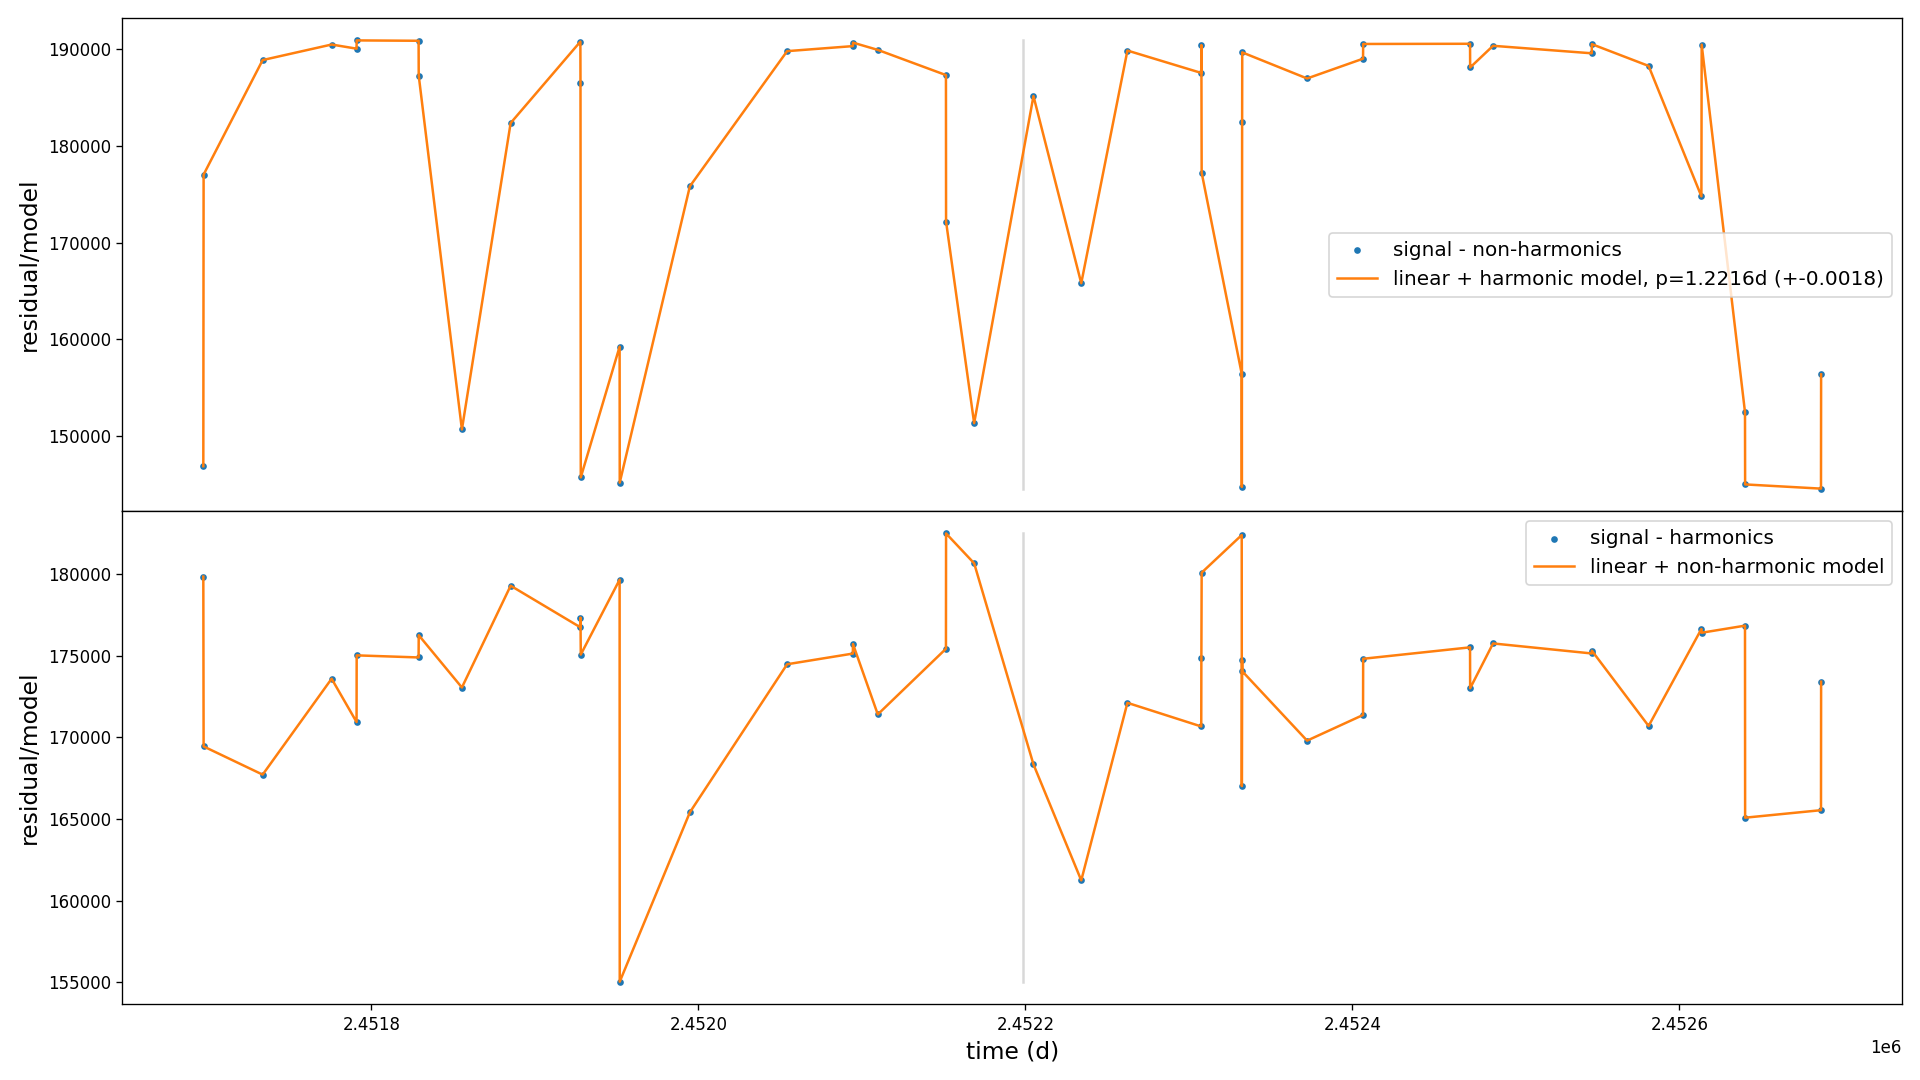 190000
180000
170000
160000
150000
residual/model
signal - non-harmonics
linear + harmonic model, p=1.2216d (+-0.0018)
180000
175000
170000
165000
160000
155000
residual/model
signal - harmonics
linear + non-harmonic model
2.4518
2.4520
2.4522
2.4524
2.4526
time (d)
1e6